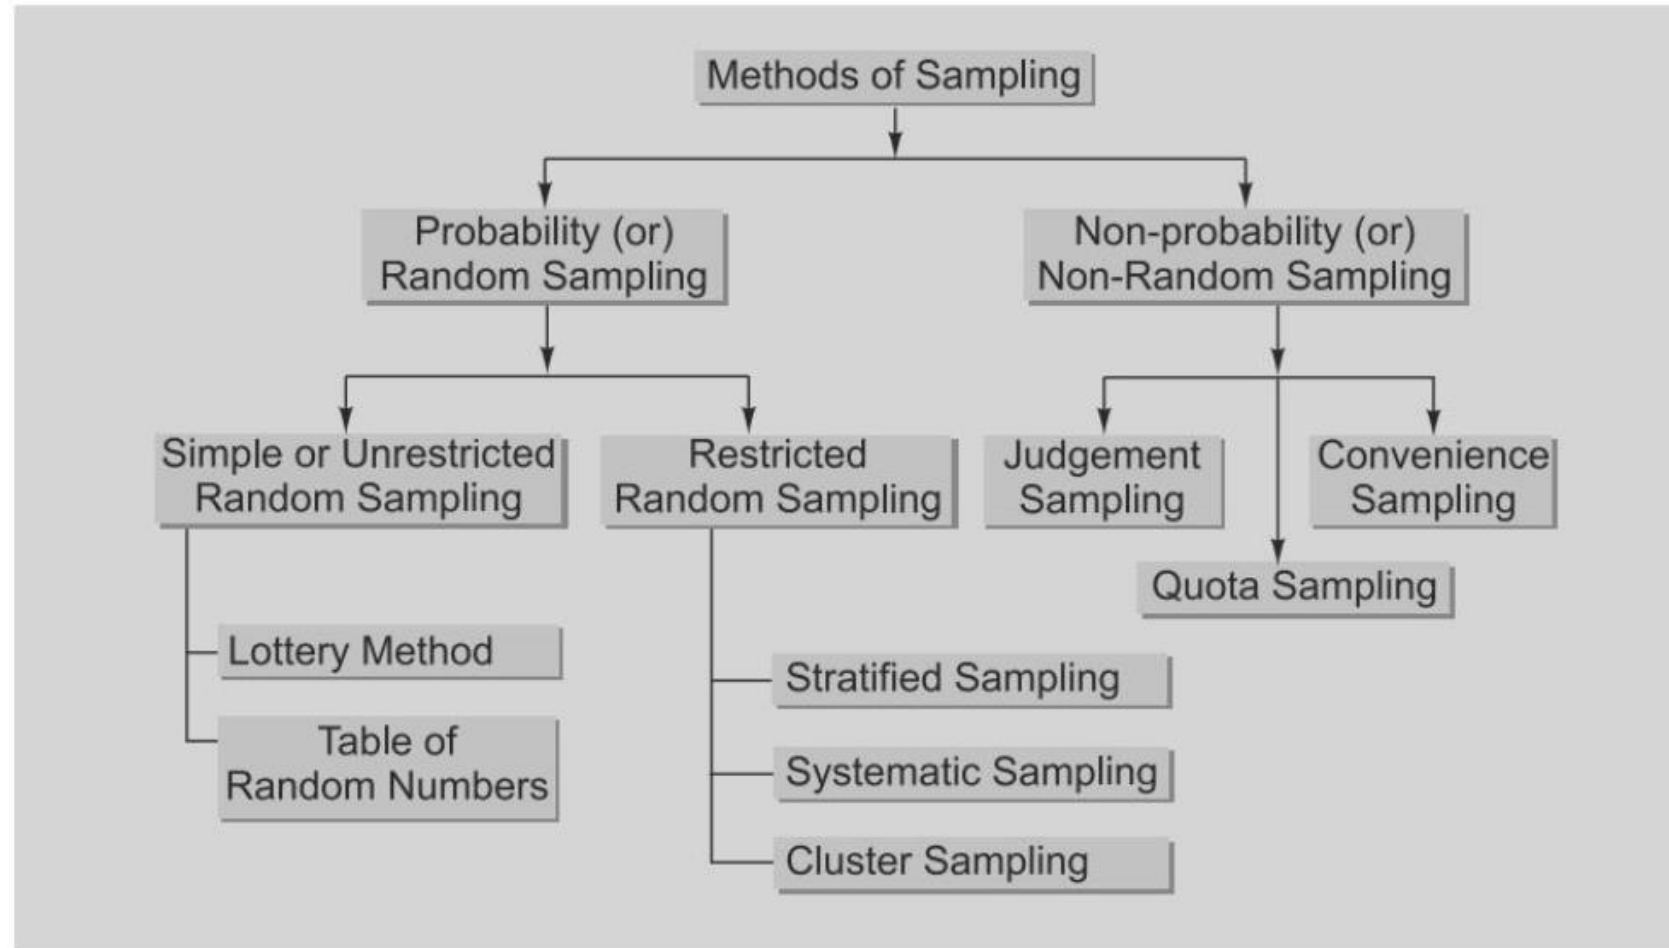 Methods of Sampling
Probability (or)
Random Sampling
Non-probability (or)
Non-Random Sampling
Simple or Unrestricted
Random Sampling
Restricted
Random Sampling
Judgement
Sampling
Convenience
Sampling
Quota Sampling
Lottery Method
Table of
Random Numbers
Stratified Sampling
Systematic Sampling
Cluster Sampling